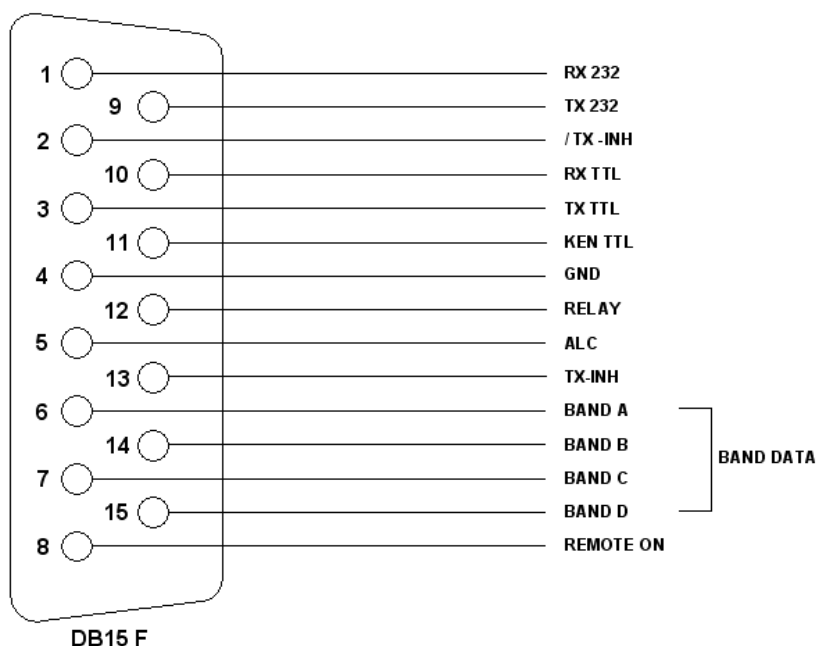 1 RX 232
9 TX 232
2 / TX -INH
10 RX TTL
3 TX TTL
11 KEN TTL
4 GND
12 RELAY
5 ALC
13 TX-INH
6 BAND A
14 BAND B
BAND DATA
7 BAND C
15 BAND D
8 REMOTE ON
DB15 F